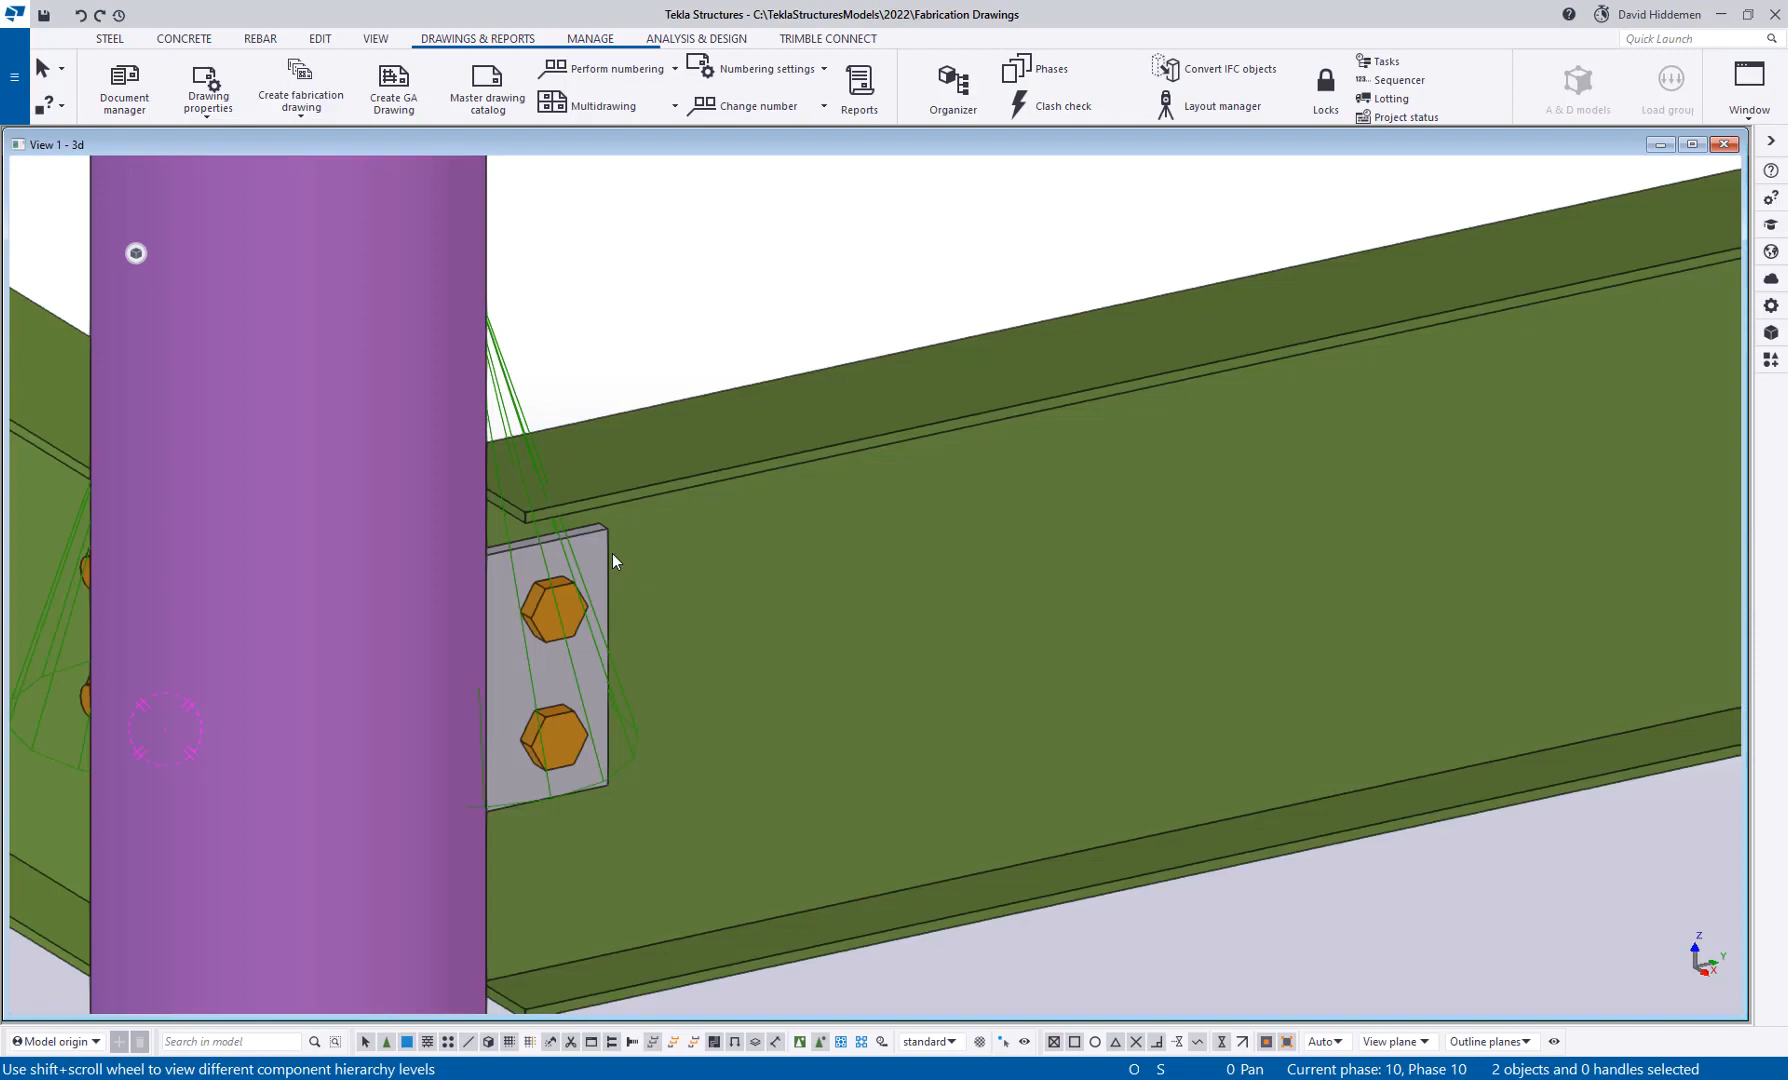 Tekla Structures - C:\TeklaStructuresModels\2022\Fabrication Drawings
David Hiddemen
STEEL
CONCRETE
REBAR
EDIT
VIEW
DRAWINGS & REPORTS
MANAGE
ANALYSIS & DESIGN
TRIMBLE CONNECT
Quick Launch
Document manager
Drawing properties
Create fabrication drawing
Create GA Drawing
Master drawing catalog
Perform numbering
Multidrawing
Numbering settings
Change number
Reports
Organizer
Phases
Clash check
Convert IFC objects
Layout manager
Locks
Tasks
123... Sequencer
Lotting
Project status
A & D models
Load group
Window
View 1 - 3d
Z
Y
X
Model origin
Search in model
standard
Auto
View plane
Outline planes
Use shift+scroll wheel to view different component hierarchy levels
O
S
0 Pan
Current phase: 10, Phase 10
2 objects and 0 handles selected